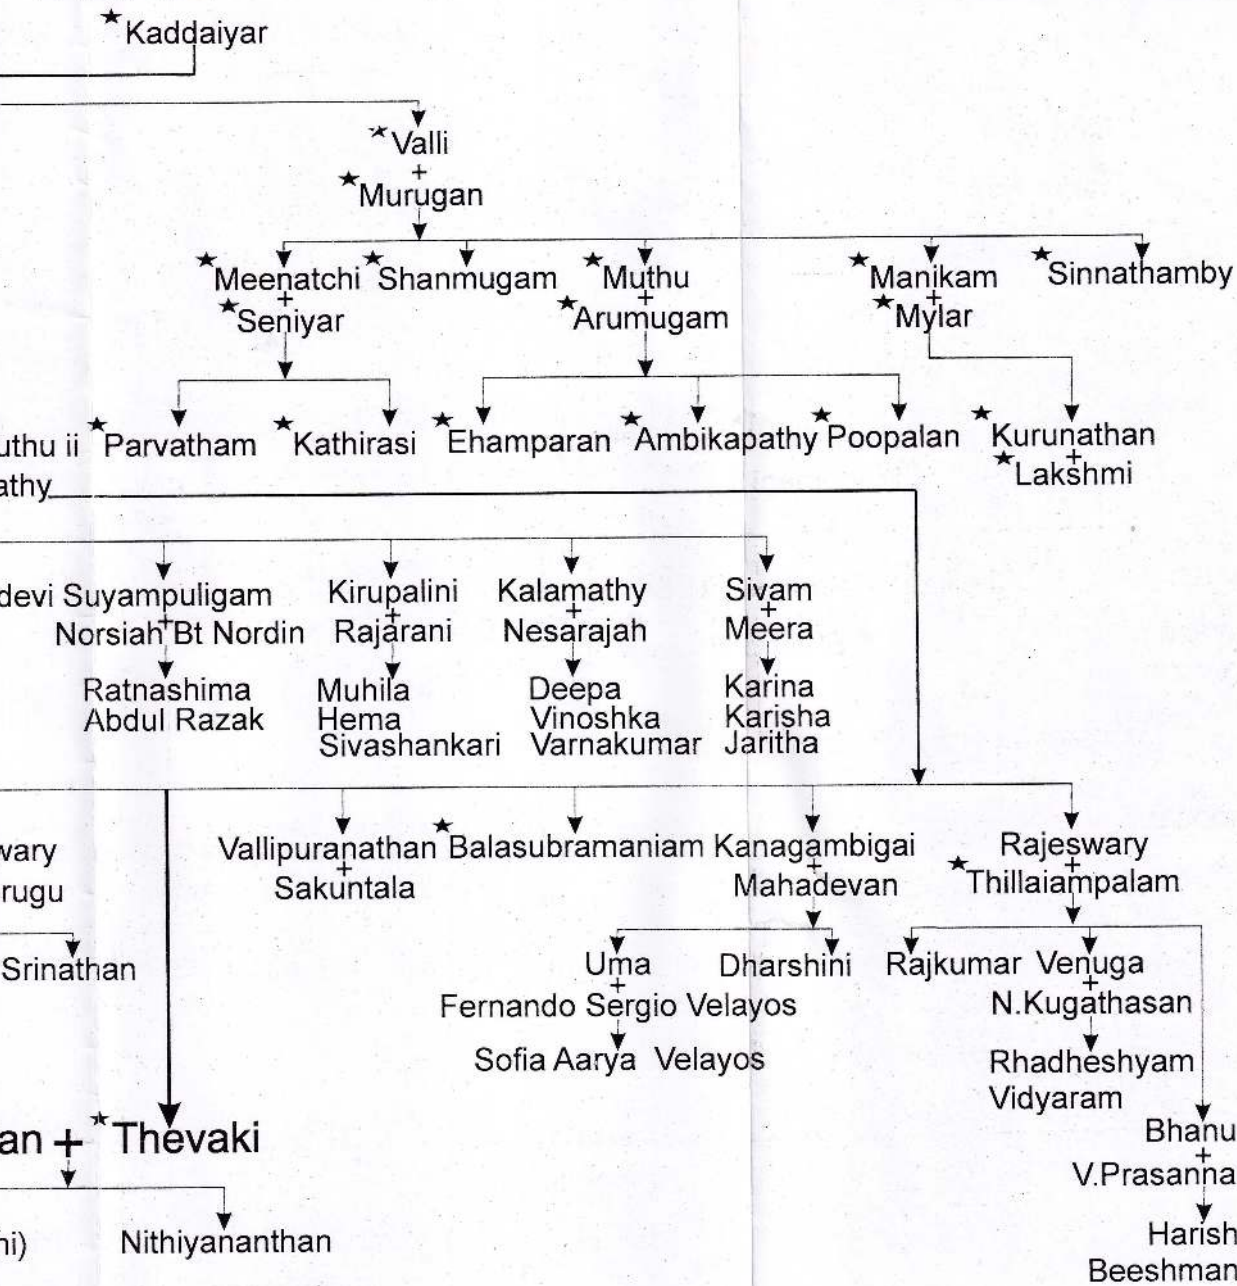 ★Kaddaiyar
★Valli
+
★Murugan
★Meenatchi ★Shanmugam ★Muthu ★Manikam ★Sinnathamby
+ + +
★Seniyar ★Arumugam ★Mylar
uthu ii ★Parvatham ★Kathirasi ★Ehamparan ★Ambikapathy ★Poopalan ★Kurunathan
+
athy ★Lakshmi
devi Suyampuligam Kirupalini Kalamathy Sivam
+ + + +
Norsiah Bt Nordin Rajarani Nesarajah Meera
Ratnashima Muhila Deepa Karina
Abdul Razak Hema Vinoshka Karisha
Sivashankari Varnakumar Jaritha
wary Vallipuranathan ★Balasubramaniam Kanagambigai Rajeswary
+ + +
rugu Sakuntala Mahadevan ★Thillaiampalam
Srinathan Uma Dharshini Rajkumar Venuga
+ +
Fernando Sergio Velayos N.Kugathasan
Sofia Aarya Velayos Rhadheshyam
Vidyaram
an + ★Thevaki Bhanu
+
V.Prasanna
hi) Nithiyananthan Harish
Beeshman